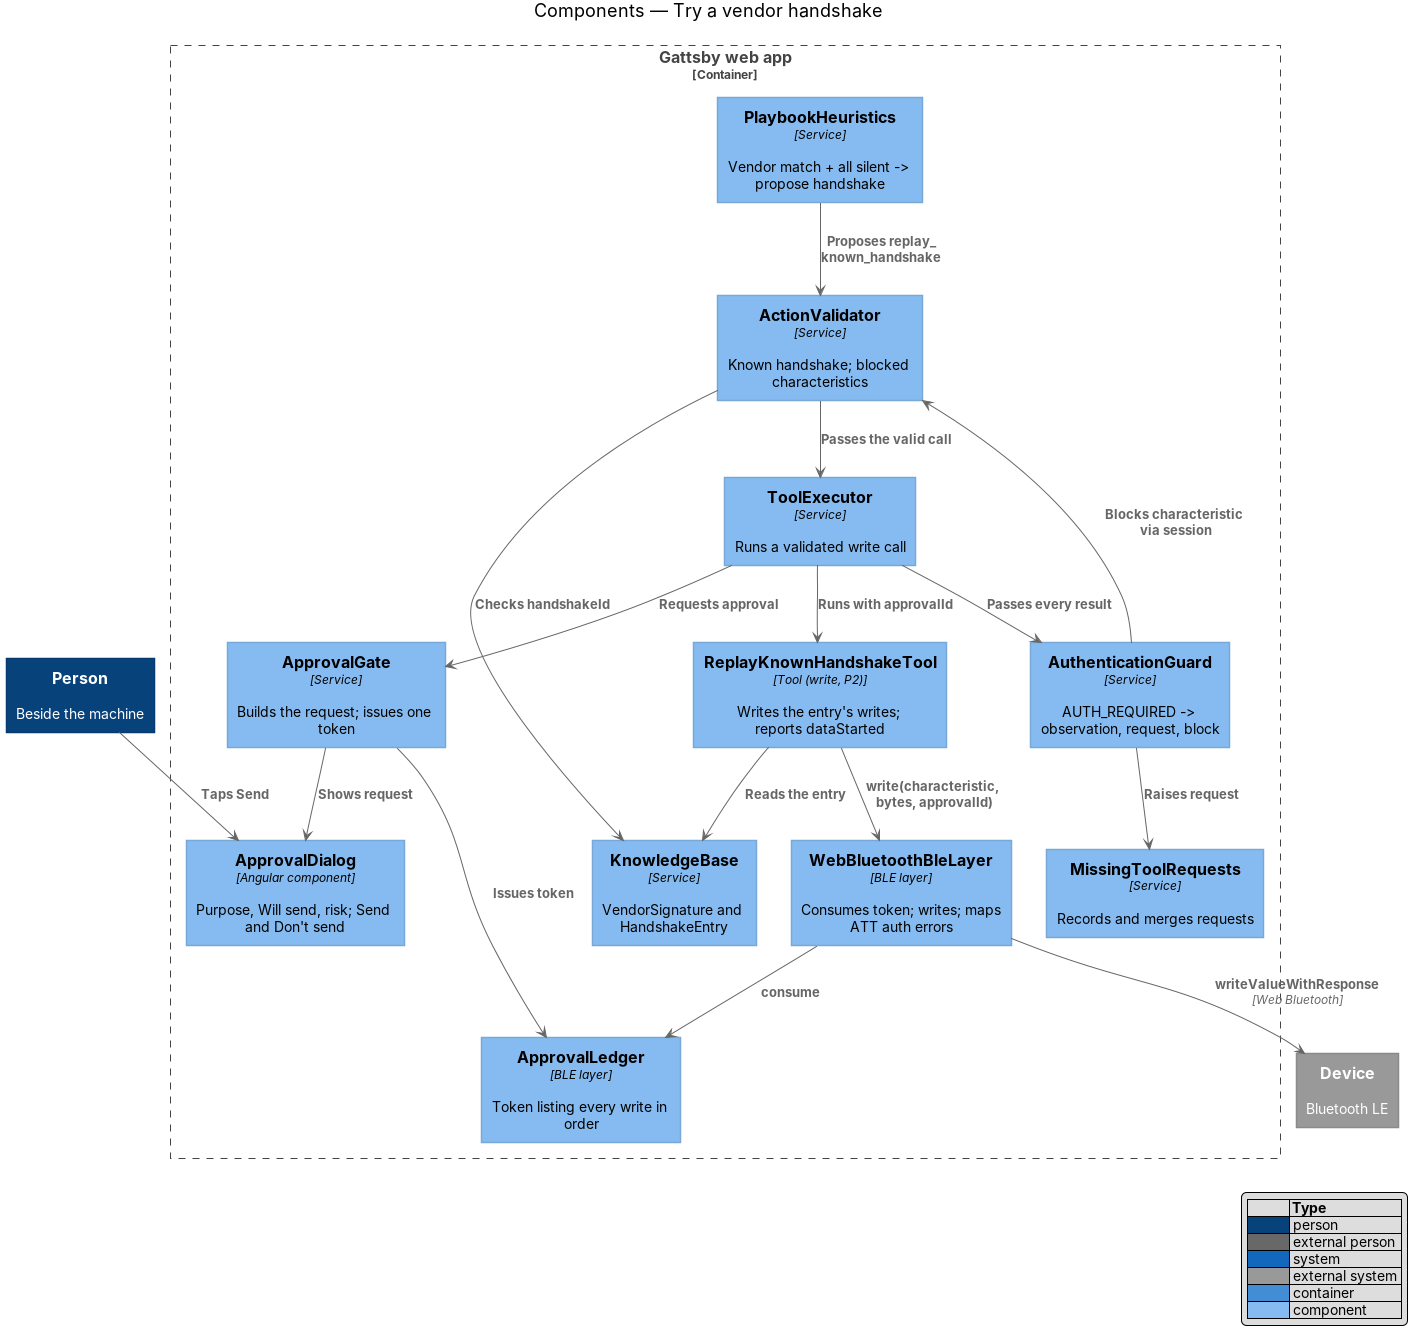 Components — Try a vendor handshake
Gattsby web app
[Container]
PlaybookHeuristics
[Service]
Vendor match + all silent ->
propose handshake
Proposes replay_
known_handshake
ActionValidator
[Service]
Known handshake; blocked
characteristics
Passes the valid call
ToolExecutor
[Service]
Runs a validated write call
Blocks characteristic
via session
Checks handshakeId
Requests approval
Runs with approvalId
Passes every result
Person
Beside the machine
ApprovalGate
[Service]
Builds the request; issues one
token
ReplayKnownHandshakeTool
[Tool (write, P2)]
Writes the entry's writes;
reports dataStarted
AuthenticationGuard
[Service]
AUTH_REQUIRED ->
observation, request, block
Taps Send
Shows request
Reads the entry
write(characteristic,
bytes, approvalId)
Raises request
ApprovalDialog
[Angular component]
Purpose, Will send, risk; Send
and Don't send
Issues token
KnowledgeBase
[Service]
VendorSignature and
HandshakeEntry
WebBluetoothBleLayer
[BLE layer]
Consumes token; writes; maps
ATT auth errors
MissingToolRequests
[Service]
Records and merges requests
consume
writeValueWithResponse
[Web Bluetooth]
ApprovalLedger
[BLE layer]
Token listing every write in
order
Device
Bluetooth LE
Type
person
external person
system
external system
container
component